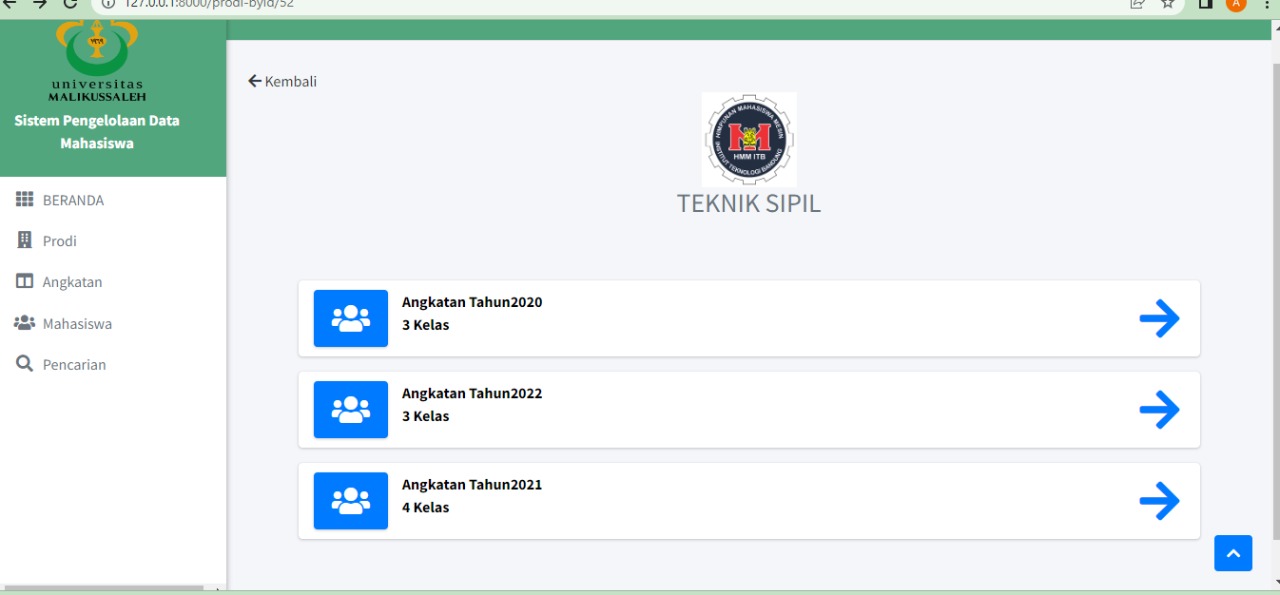 127.0.0.1:8000/prodi-byid/52
A
universitas
MALIKUSSALEH
Sistem Pengelolaan Data
Mahasiswa
BERANDA
Prodi
Angkatan
Mahasiswa
Pencarian
Kembali
HIMPUNAN MAHASISWA MESIN
HMM ITB
INSTITUT TEKNOLOGI BANDUNG
TEKNIK SIPIL
Angkatan Tahun2020
3 Kelas
Angkatan Tahun2022
3 Kelas
Angkatan Tahun2021
4 Kelas